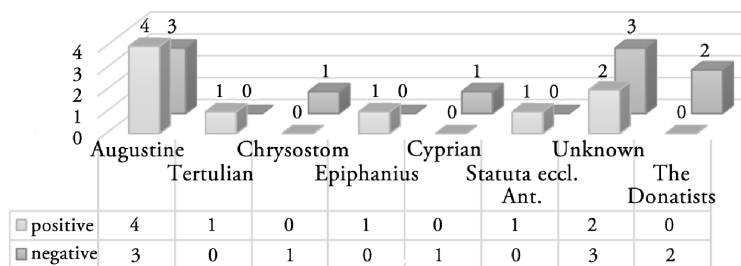 4 3 1 0 0 1 1 0 0 1 1 0 2 3 0 2
4
3
2
1
0
Augustine Chrysostom Cyprian Unknown
Tertulian Epiphanius Statuta eccl. The
Ant. Donatists
positive 4 1 0 1 0 1 2 0
negative 3 0 1 0 1 0 3 2